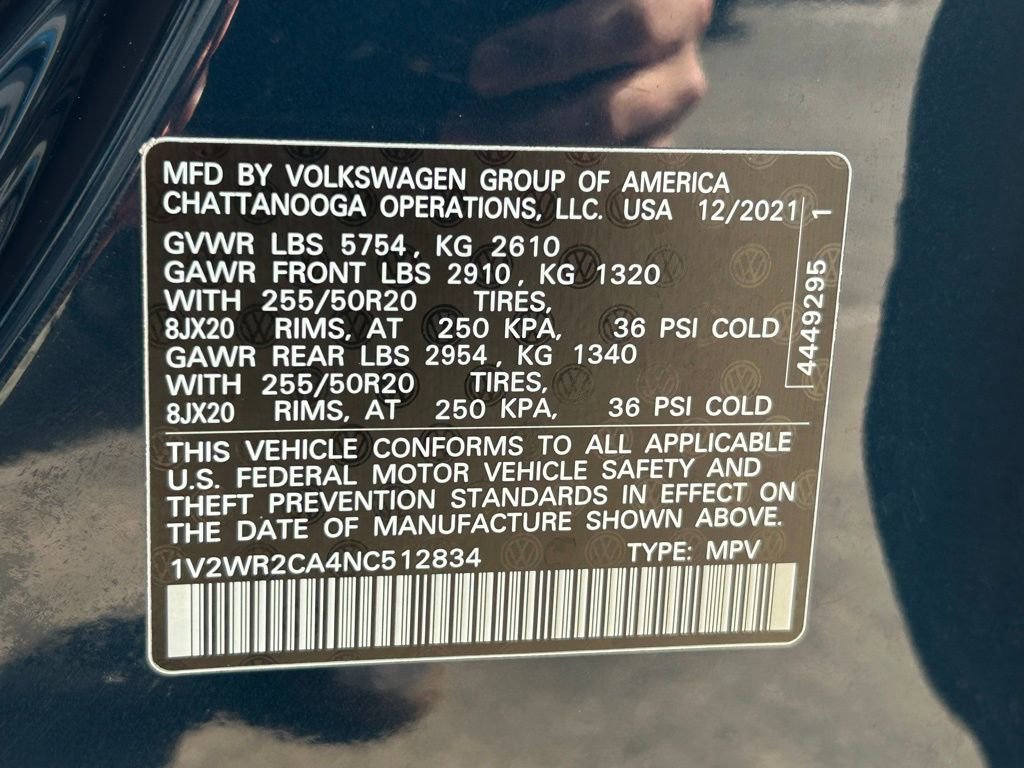 MFD BY VOLKSWAGEN GROUP OF AMERICA
CHATTANOOGA OPERATIONS, LLC. USA 12/2021
GVWR LBS 5754, KG 2610
GAWR FRONT LBS 2910, KG 1320
WITH 255/50R20 TIRES,
8JX20 RIMS, AT 250 KPA, 36 PSI COLD
GAWR REAR LBS 2954, KG 1340
WITH 255/50R20 TIRES,
8JX20 RIMS, AT 250 KPA, 36 PSI COLD
THIS VEHICLE CONFORMS TO ALL APPLICABLE
U.S. FEDERAL MOTOR VEHICLE SAFETY AND
THEFT PREVENTION STANDARDS IN EFFECT ON
THE DATE OF MANUFACTURE SHOWN ABOVE.
1V2WR2CA4NC512834 TYPE: MPV
4449295 1